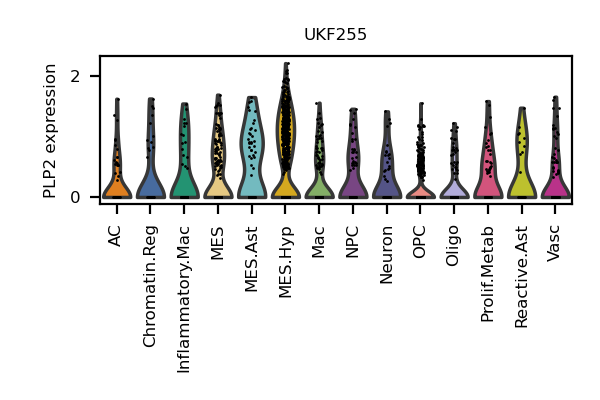 UKF255
PLP2 expression
2
0
AC
Chromatin.Reg
Inflammatory.Mac
MES
MES.Ast
MES.Hyp
Mac
NPC
Neuron
OPC
Oligo
Prolif.Metab
Reactive.Ast
Vasc